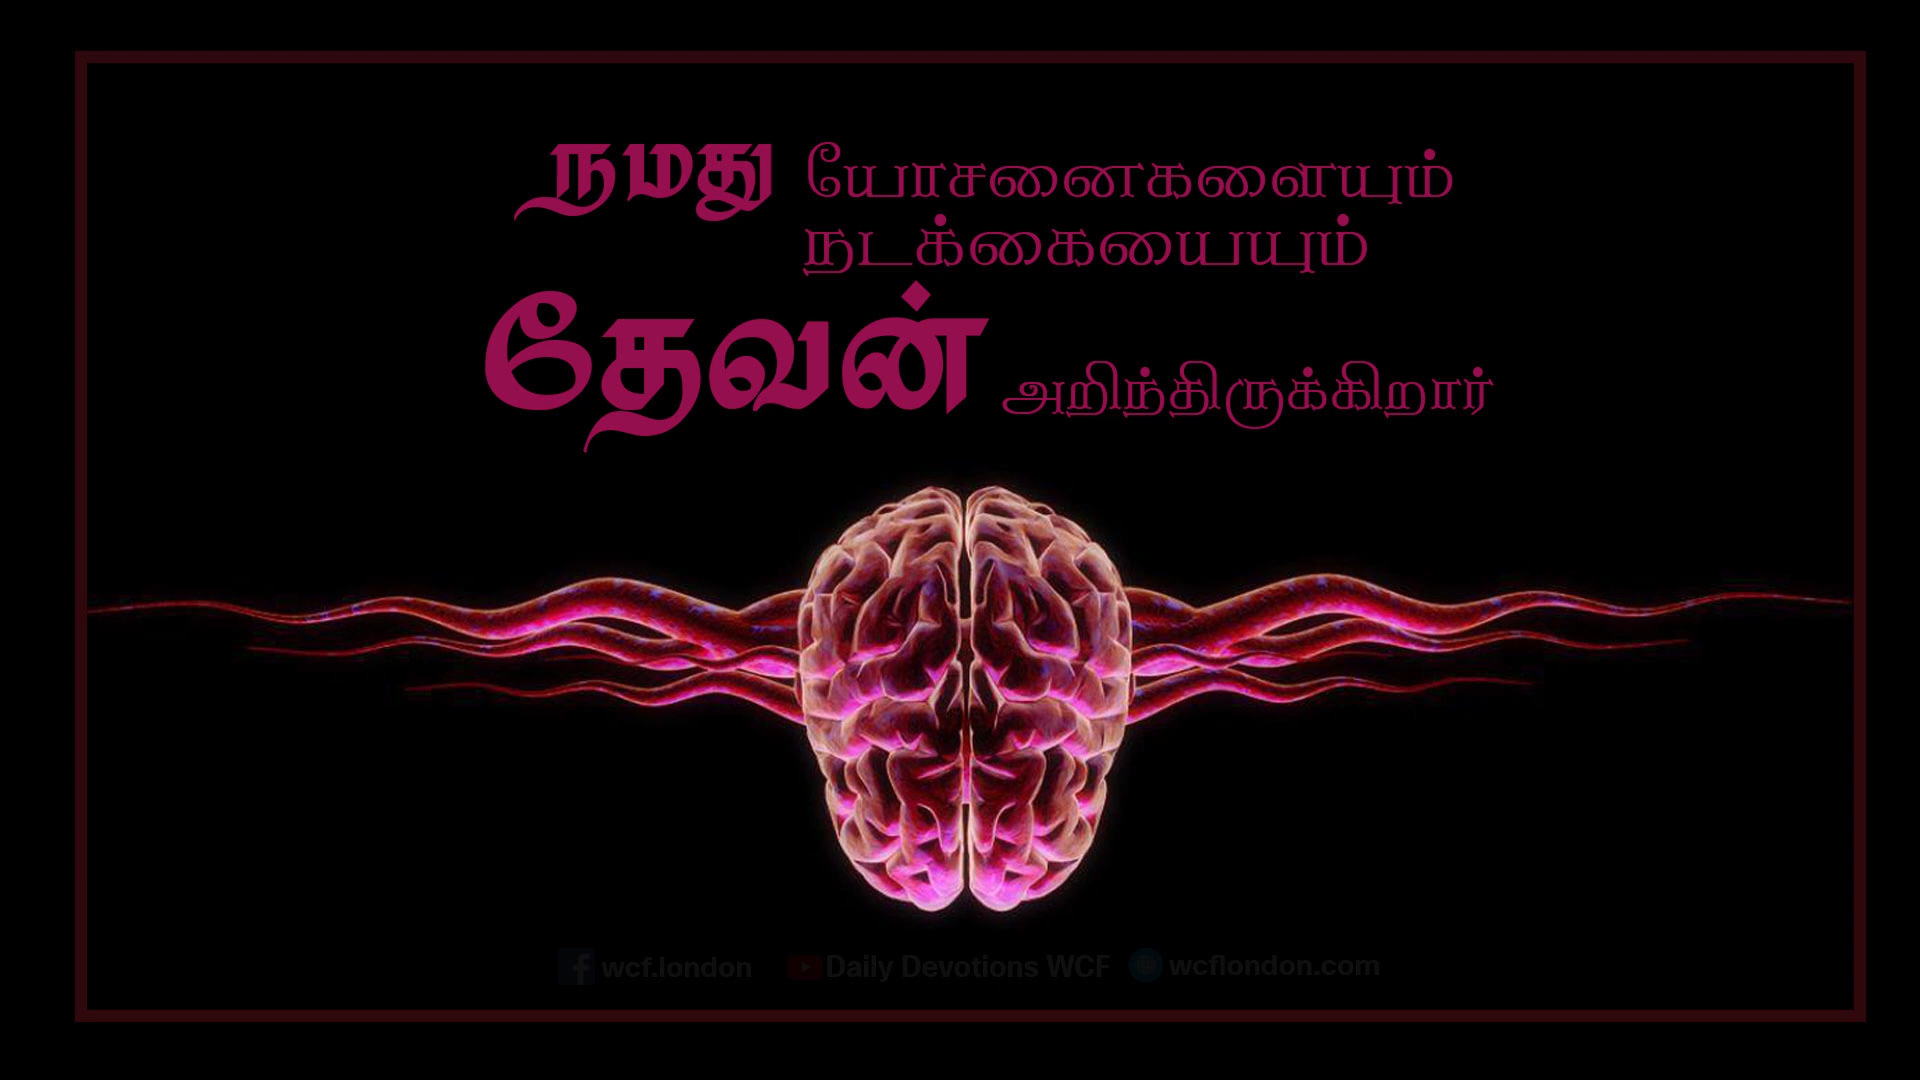 நமது யோசனைகளையும்
நடக்கையையும்
தேவன் அறிந்திருக்கிறார்
wcf.london Daily Devotions WCF wcflondon.com